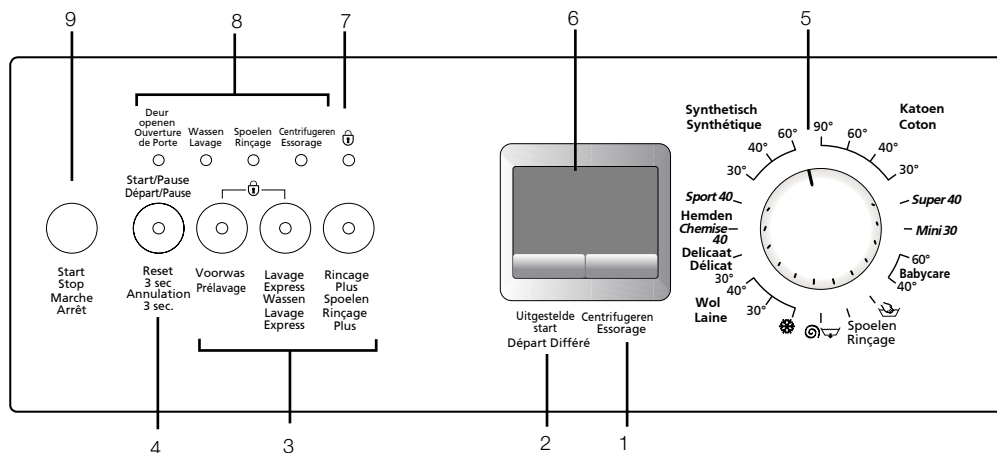 9
8
7
6
5
Deur
openen
Ouverture
de Porte
Wassen
Lavage
Spoelen
Rinçage
Centrifugeren
Essorage
Start/Pause
Départ/Pause
Start
Stop
Marche
Arrêt
Reset
3 sec
Annulation
3 sec.
Voorwas
Prélavage
Lavage
Express
Wassen
Lavage
Express
Rincage
Plus
Spoelen
Rinçage
Plus
Uitgestelde
start
Départ Différé
Centrifugeren
Essorage
Synthetisch
Synthétique
60°
40°
30°
Katoen
Coton
90°
60°
40°
30°
Sport 40
Hemden
Chemise
40
Delicaat
Délicat
30°
40°
Wol
Laine
30°
Super 40
Mini 30
60°
Babycare
40°
Spoelen
Rinçage
4
3
2
1